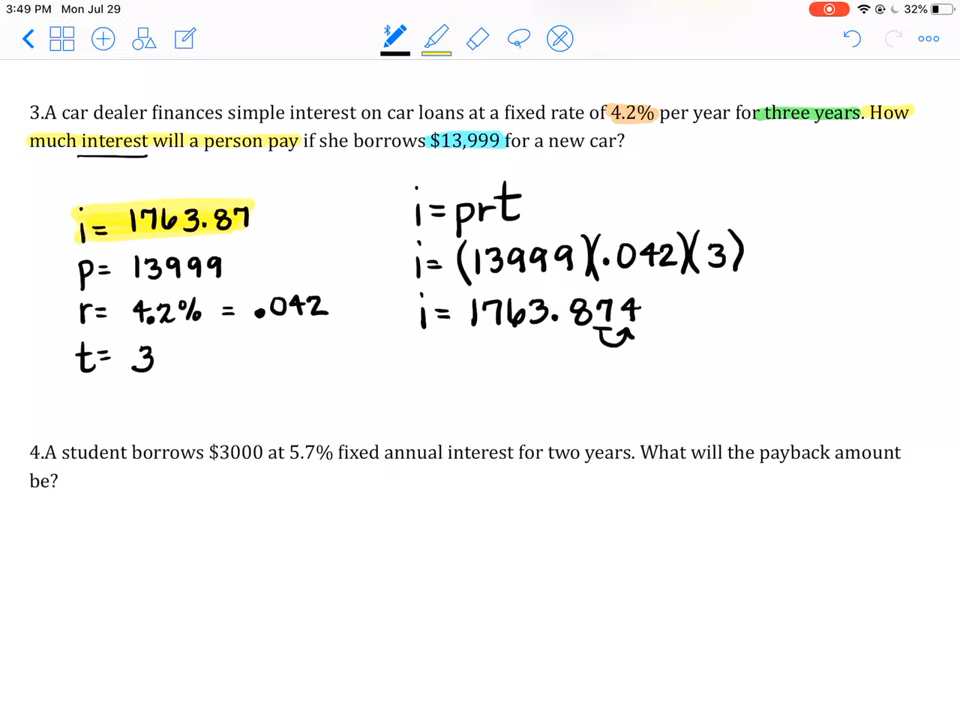 3:49 PM Mon Jul 29
32%
3.A car dealer finances simple interest on car loans at a fixed rate of 4.2% per year for three years. How
much interest will a person pay if she borrows $13,999 for a new car?
i= 1763.87
p= 13999
r= 4.2% = .042
t= 3
i=prt
i= (13999)(.042)(3)
i= 1763.874
4.A student borrows $3000 at 5.7% fixed annual interest for two years. What will the payback amount
be?